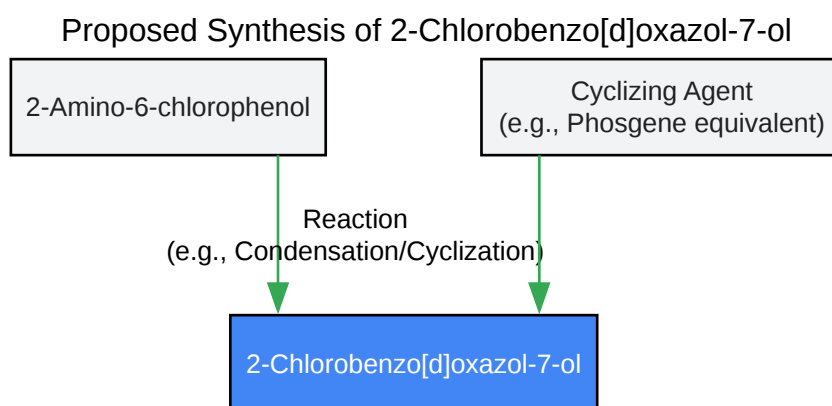 Proposed Synthesis of 2-Chlorobenzo[d]oxazol-7-ol
2-Amino-6-chlorophenol
Cyclizing Agent
(e.g., Phosgene equivalent)
Reaction
(e.g., Condensation/Cyclization)
2-Chlorobenzo[d]oxazol-7-ol